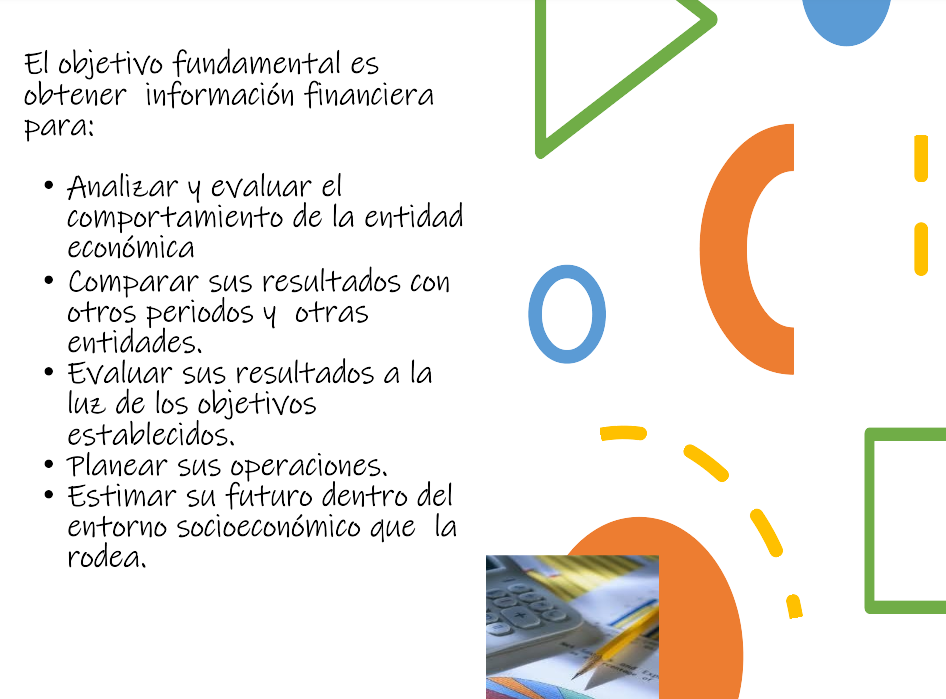 El objetivo fundamental es
obtener información financiera
para:
• Analizar y evaluar el
comportamiento de la entidad
económica
• Comparar sus resultados con
otros periodos y otras
entidades.
• Evaluar sus resultados a la
luz de los objetivos
establecidos.
• Planear sus operaciones.
• Estimar su futuro dentro del
entorno socioeconómico que la
rodea.